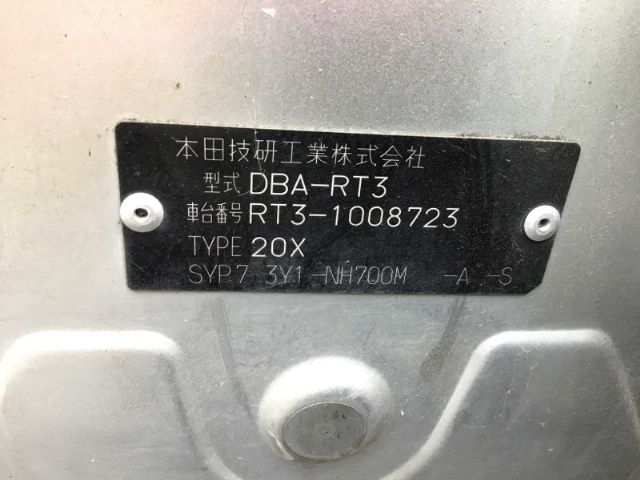 本田技研工業株式会社
型式 DBA-RT3
車台番号 RT3-1008723
TYPE 20X
SYP7 3Y1 -NH700M -A -S